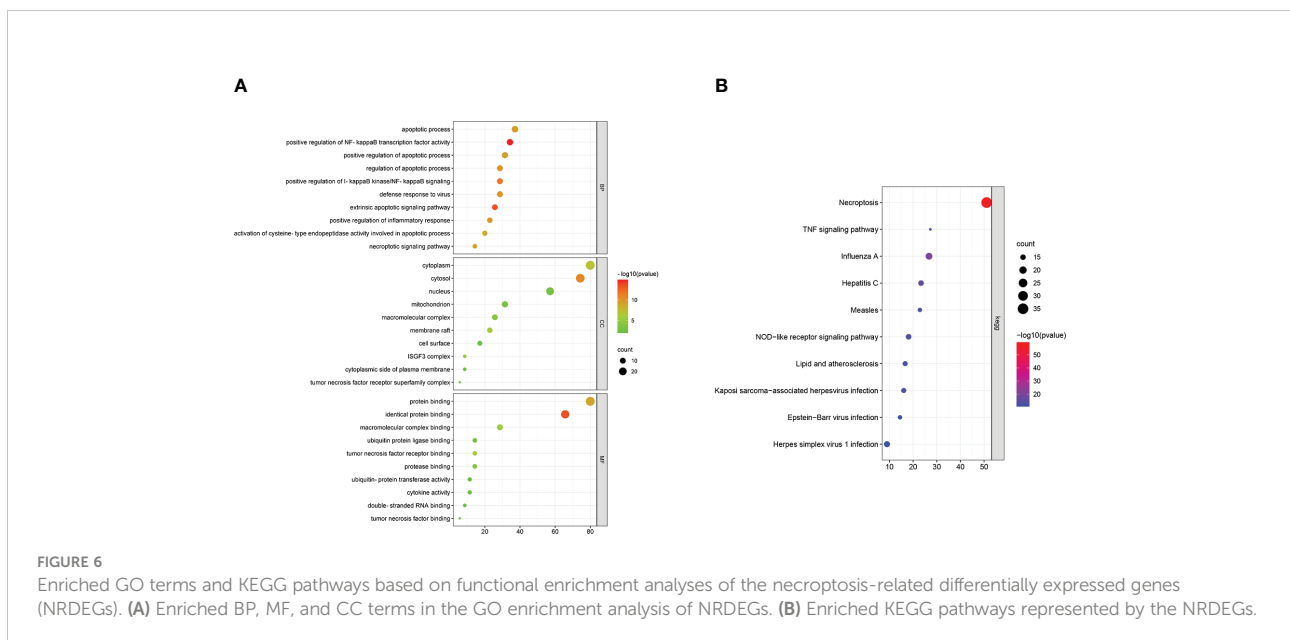 A
apoptotic process
positive regulation of NF- kappaB transcription factor activity
positive regulation of apoptotic process
regulation of apoptotic process
positive regulation of I- kappaB kinase/NF- kappaB signaling
defense response to virus
extrinsic apoptotic signaling pathway
positive regulation of inflammatory response
activation of cysteine- type endopeptidase activity involved in apoptotic process
necroptotic signaling pathway
BP
cytoplasm
cytosol
nucleus
mitochondrion
macromolecular complex
membrane raft
cell surface
ISGF3 complex
cytoplasmic side of plasma membrane
tumor necrosis factor receptor superfamily complex
CC
protein binding
identical protein binding
macromolecular complex binding
ubiquitin protein ligase binding
tumor necrosis factor receptor binding
protease binding
ubiquitin- protein transferase activity
cytokine activity
double- stranded RNA binding
tumor necrosis factor binding
MF
20 40 60 80
- log10(pvalue)
10
5
count
10
20
B
Necroptosis
TNF signaling pathway
Influenza A
Hepatitis C
Measles
NOD−like receptor signaling pathway
Lipid and atherosclerosis
Kaposi sarcoma−associated herpesvirus infection
Epstein−Barr virus infection
Herpes simplex virus 1 infection
kegg
10 20 30 40 50
count
15
20
25
30
35
−log10(pvalue)
50
40
30
20
FIGURE 6
Enriched GO terms and KEGG pathways based on functional enrichment analyses of the necroptosis-related differentially expressed genes
(NRDEGs). (A) Enriched BP, MF, and CC terms in the GO enrichment analysis of NRDEGs. (B) Enriched KEGG pathways represented by the NRDEGs.